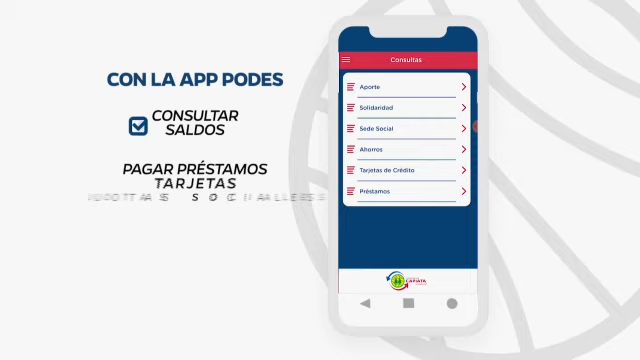 CON LA APP PODES
CONSULTAR
SALDOS
PAGAR PRÉSTAMOS
TARJETAS
Consultas
Aporte
Solidaridad
Sede Social
Ahorros
Tarjetas de Crédito
Préstamos
CAPIATA